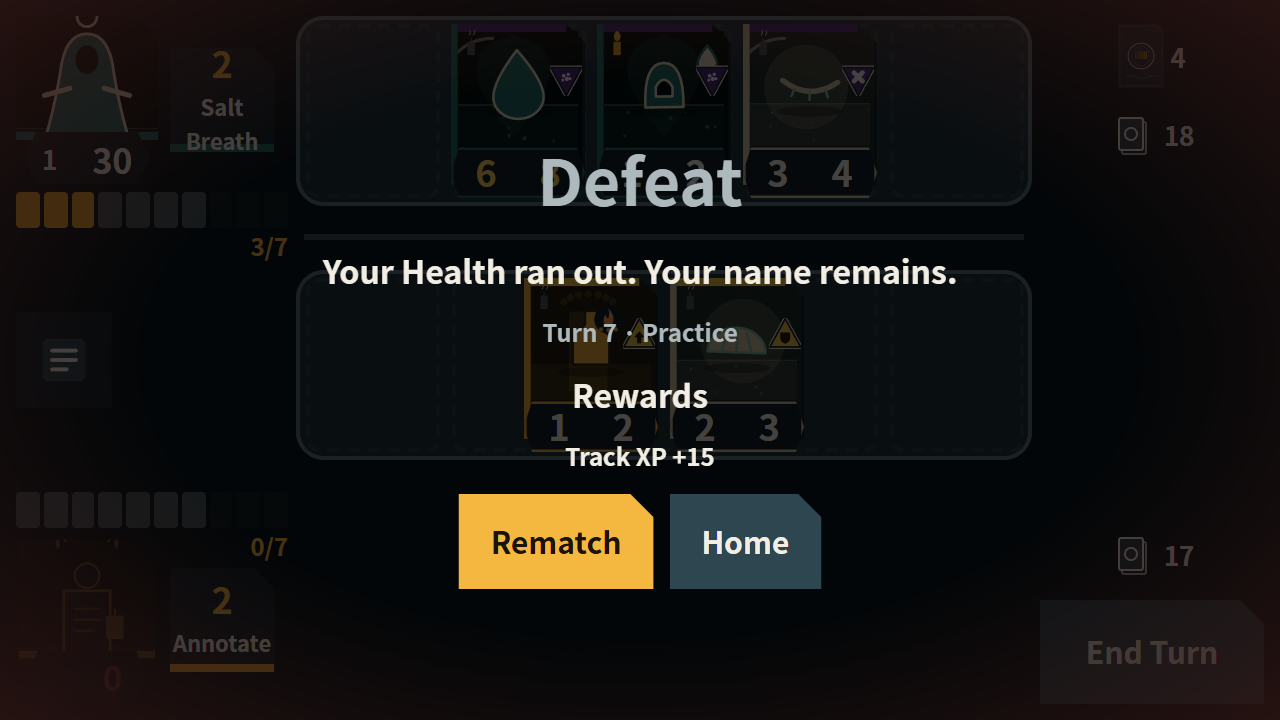 2
Salt
Breath
1 30
3/7
6 8
3 4
4
18
Defeat
Your Health ran out. Your name remains.
Turn 7 · Practice
Rewards
1 2
2 3
Track XP +15
Rematch
Home
0/7
2
Annotate
0
17
End Turn